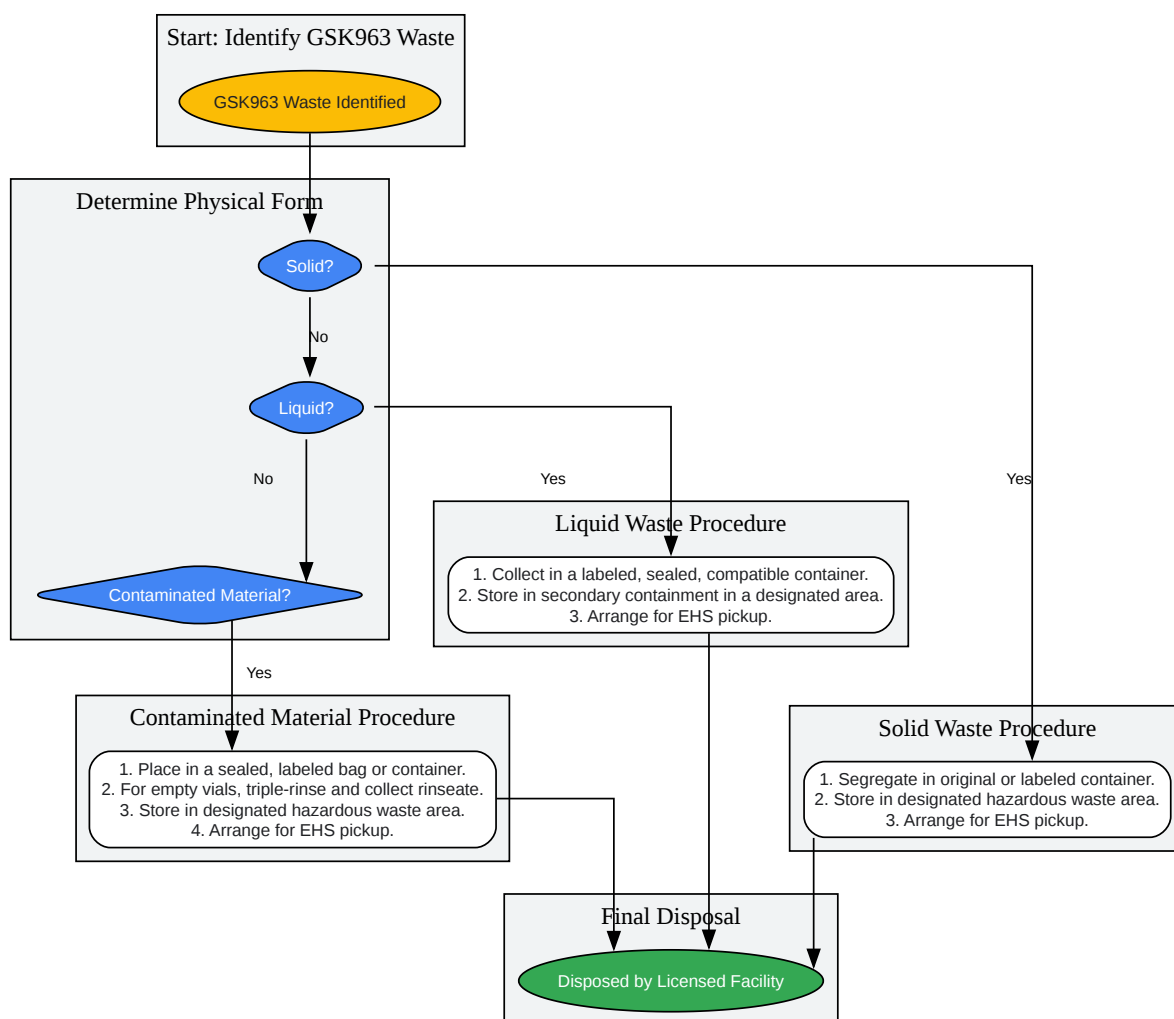 Start: Identify GSK963 Waste
GSK963 Waste Identified
Determine Physical Form
Solid?
No
Liquid?
No
Yes
Yes
Contaminated Material?
Yes
Liquid Waste Procedure
1. Collect in a labeled, sealed, compatible container.
2. Store in secondary containment in a designated area.
3. Arrange for EHS pickup.
Contaminated Material Procedure
1. Place in a sealed, labeled bag or container.
2. For empty vials, triple-rinse and collect rinseate.
3. Store in designated hazardous waste area.
4. Arrange for EHS pickup.
Solid Waste Procedure
1. Segregate in original or labeled container.
2. Store in designated hazardous waste area.
3. Arrange for EHS pickup.
Final Disposal
Disposed by Licensed Facility